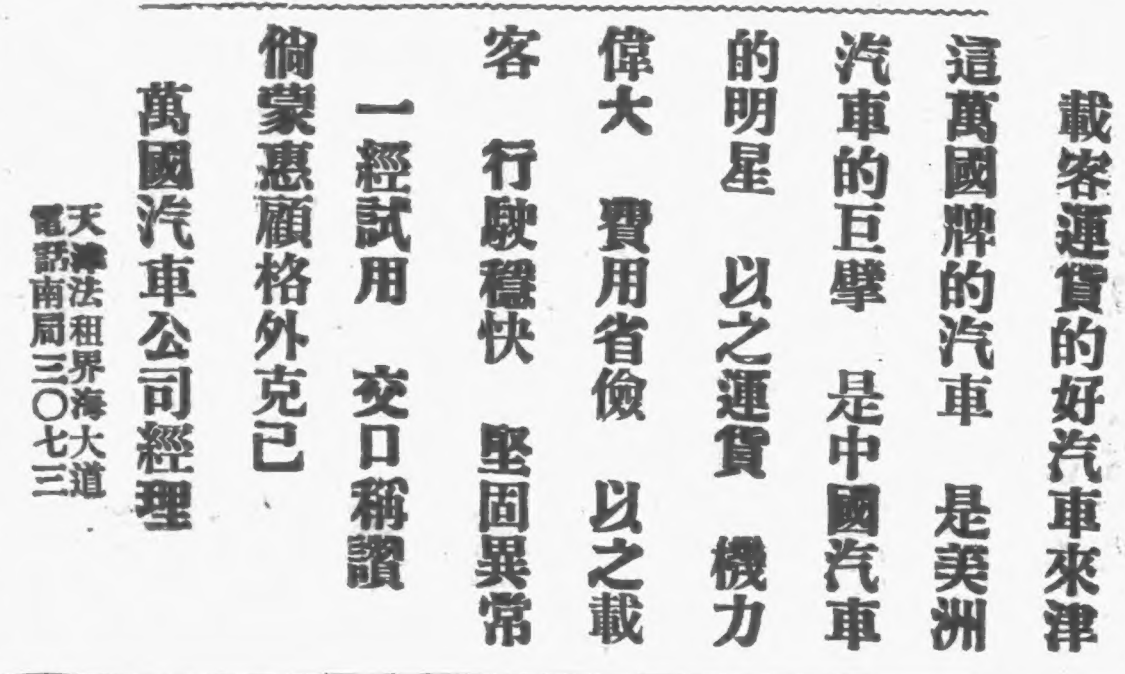 載客運貨的好汽車來津
這萬國牌的汽車 是美洲
汽車的巨擘 是中國汽車
的明星 以之運貨 機力
偉大 費用省儉 以之載
客 行駛穩快 堅固異常
一經試用 交口稱讚
倘蒙惠顧格外克己
萬國汽車公司經理
天津法租界海大道
電話南局三〇七三